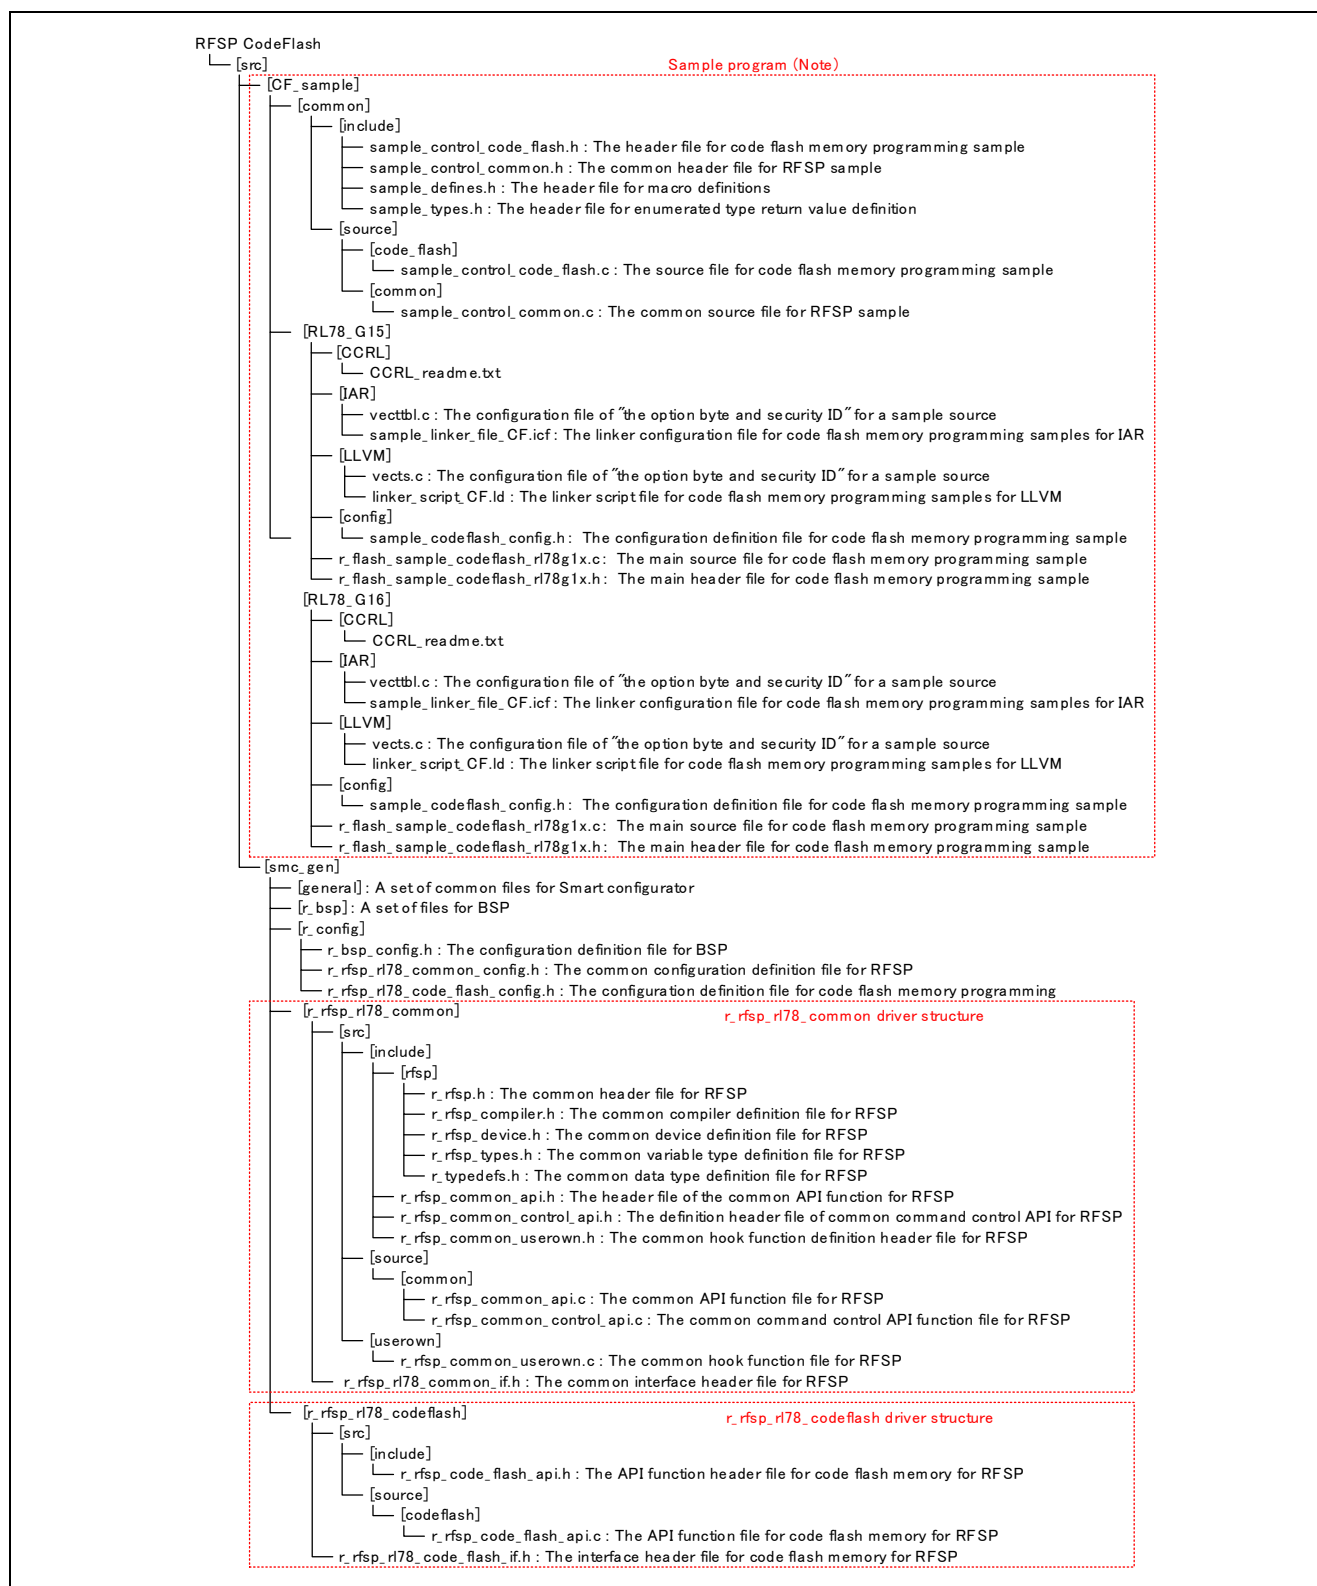 RFSP CodeFlash
[src]
Sample program (Note)
[CF_sample]
[common]
[include]
sample_control_code_flash.h : The header file for code flash memory programming sample
sample_control_common.h : The common header file for RFSP sample
sample_defines.h : The header file for macro definitions
sample_types.h : The header file for enumerated type return value definition
[source]
[code_flash]
sample_control_code_flash.c : The source file for code flash memory programming sample
[common]
sample_control_common.c : The common source file for RFSP sample
[RL78_G15]
[CCRL]
CCRL_readme.txt
[IAR]
vecttbl.c : The configuration file of "the option byte and security ID" for a sample source
sample_linker_file_CF.icf : The linker configuration file for code flash memory programming samples for IAR
[LLVM]
vects.c : The configuration file of "the option byte and security ID" for a sample source
linker_script_CF.ld : The linker script file for code flash memory programming samples for LLVM
[config]
sample_codeflash_config.h : The configuration definition file for code flash memory programming sample
r_flash_sample_codeflash_rl78g1x.c : The main source file for code flash memory programming sample
r_flash_sample_codeflash_rl78g1x.h : The main header file for code flash memory programming sample
[RL78_G16]
[CCRL]
CCRL_readme.txt
[IAR]
vecttbl.c : The configuration file of "the option byte and security ID" for a sample source
sample_linker_file_CF.icf : The linker configuration file for code flash memory programming samples for IAR
[LLVM]
vects.c : The configuration file of "the option byte and security ID" for a sample source
linker_script_CF.ld : The linker script file for code flash memory programming samples for LLVM
[config]
sample_codeflash_config.h : The configuration definition file for code flash memory programming sample
r_flash_sample_codeflash_rl78g1x.c : The main source file for code flash memory programming sample
r_flash_sample_codeflash_rl78g1x.h : The main header file for code flash memory programming sample
[smc_gen]
[general] : A set of common files for Smart configurator
[r_bsp] : A set of files for BSP
[r_config]
r_bsp_config.h : The configuration definition file for BSP
r_rfsp_rl78_common_config.h : The common configuration definition file for RFSP
r_rfsp_rl78_code_flash_config.h : The configuration definition file for code flash memory programming
[r_rfsp_rl78_common]
r_rfsp_rl78_common driver structure
[src]
[include]
[rfsp]
r_rfsp.h : The common header file for RFSP
r_rfsp_compiler.h : The common compiler definition file for RFSP
r_rfsp_device.h : The common device definition file for RFSP
r_rfsp_types.h : The common variable type definition file for RFSP
r_typedefs.h : The common data type definition file for RFSP
r_rfsp_common_api.h : The header file of the common API function for RFSP
r_rfsp_common_control_api.h : The definition header file of common command control API for RFSP
r_rfsp_common_userown.h : The common hook function definition header file for RFSP
[source]
[common]
r_rfsp_common_api.c : The common API function file for RFSP
r_rfsp_common_control_api.c : The common command control API function file for RFSP
[userown]
r_rfsp_common_userown.c : The common hook function file for RFSP
r_rfsp_rl78_common_if.h : The common interface header file for RFSP
[r_rfsp_rl78_codeflash]
r_rfsp_rl78_codeflash driver structure
[src]
[include]
r_rfsp_code_flash_api.h : The API function header file for code flash memory for RFSP
[source]
[codeflash]
r_rfsp_code_flash_api.c : The API function file for code flash memory for RFSP
r_rfsp_rl78_code_flash_if.h : The interface header file for code flash memory for RFSP